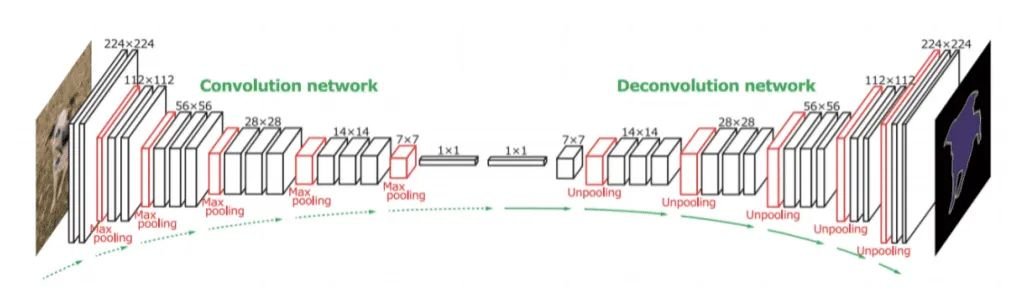 224×224
112×112
56×56
28×28
14×14
7×7
1×1
1×1
7×7
14×14
28×28
56×56
112×112
224×224
Convolution network
Deconvolution network
Max
pooling
Max
pooling
Max
pooling
Max
pooling
Max
pooling
Unpooling
Unpooling
Unpooling
Unpooling
Unpooling